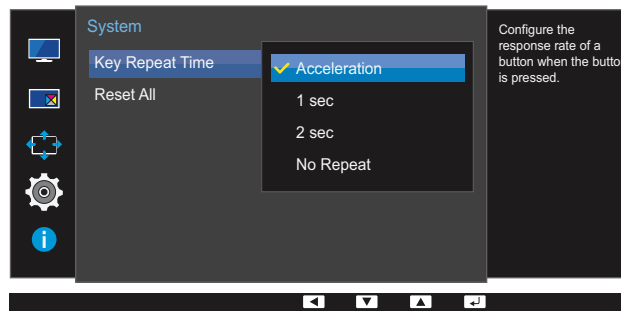 System
Key Repeat Time
Reset All
Acceleration
1 sec
2 sec
No Repeat
Configure the
response rate of a
button when the butto
is pressed.